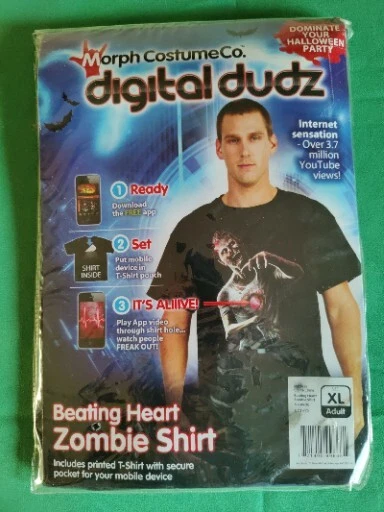 DOMINATE
YOUR
HALLOWEEN
PARTY
Morph CostumeCo.
digital dudz
Internet
sensation
- Over 3.7
million
YouTube
views!
1 Ready
Download
the FREE app
2 Set
Put mobile
device in
T-Shirt pouch
SHIRT
INSIDE
3 IT'S ALIIIVE!
Play App video
through shirt hole...
watch people
FREAK OUT!
XL
Adult
Beating Heart
Zombie Shirt
Includes printed T-Shirt with secure
pocket for your mobile device